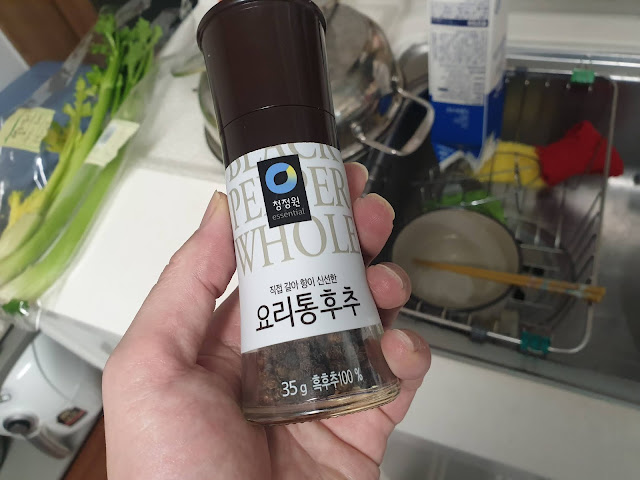 BLACK
PEPPER
WHOLE
청정원
essential
직접 갈아 향이 신선한
요리통후추
35g 흑후추100%